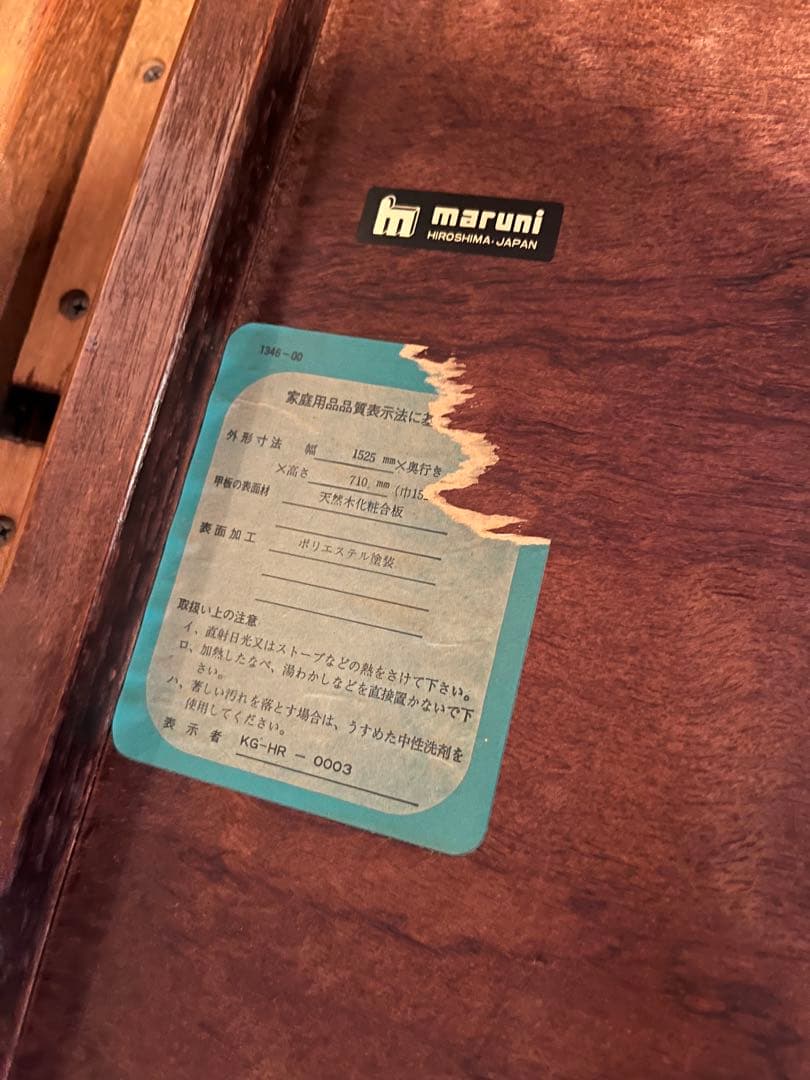 maruni
HIROSHIMA・JAPAN
1346-00
家庭用品品質表示法に
外形寸法 幅 1525 mm×奥行き
×高さ 710 mm (巾15
甲板の表面材 天然木化粧合板
表面加工 ポリエステル塗装
取扱い上の注意
イ、直射日光又はストーブなどの熱をさけて下さい。
ロ、加熱したなべ、湯わかしなどを直接置かないで下
さい。
ハ、著しい汚れを落とす場合は、うすめた中性洗剤を
使用してください。
表示者 KG-HR-0003